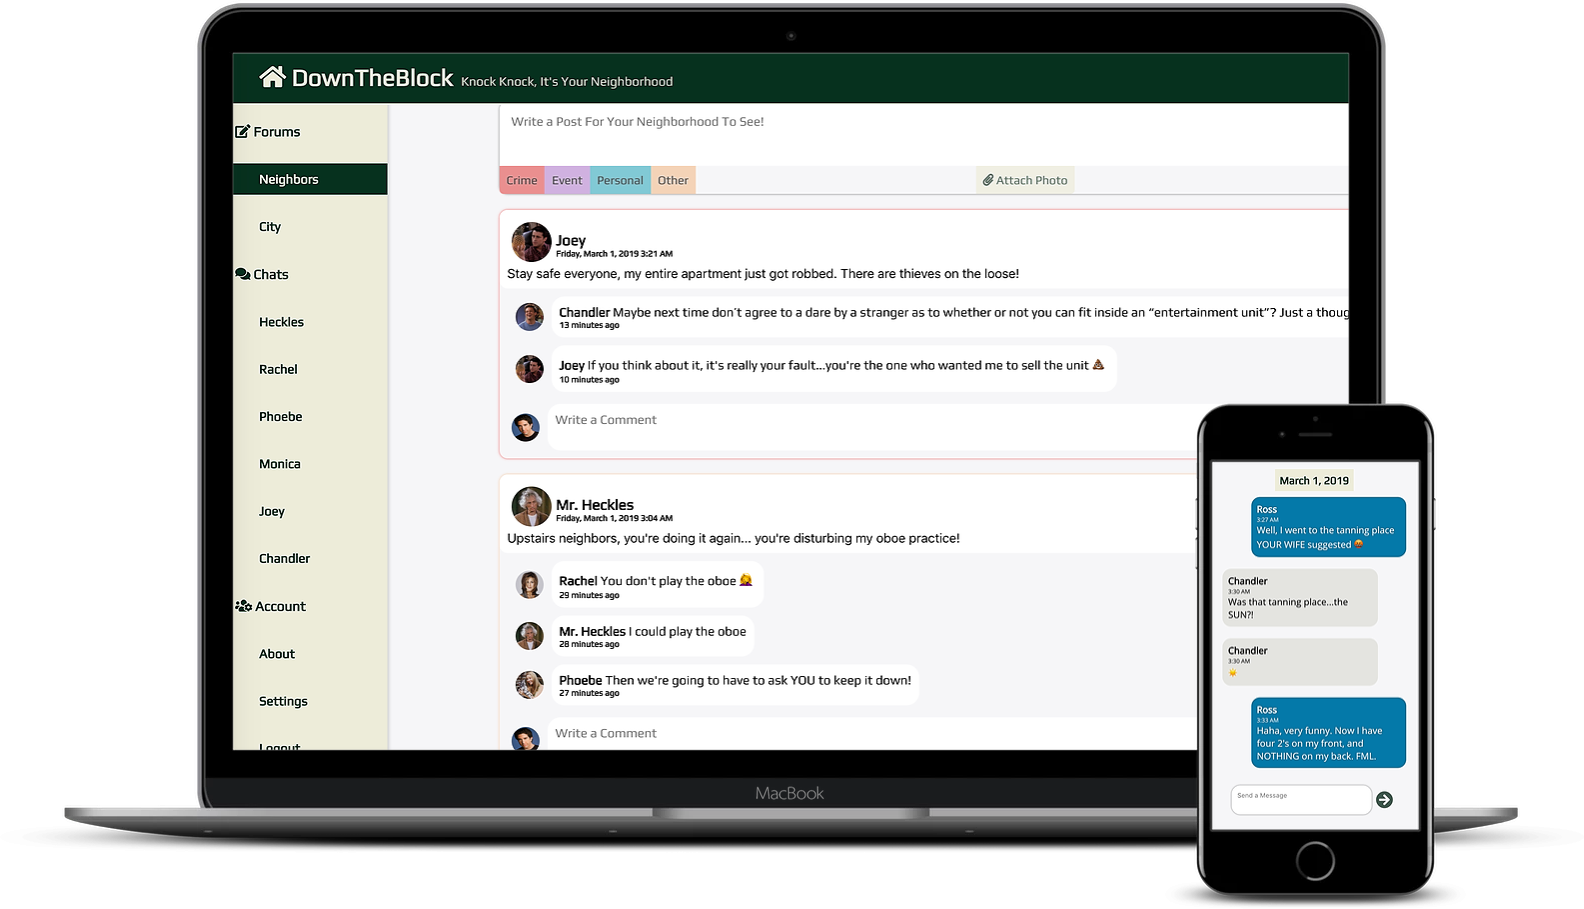 DownTheBlock Knock Knock, It's Your Neighborhood
Forums
Neighbors
City
Chats
Heckles
Rachel
Phoebe
Monica
Joey
Chandler
Account
About
Settings
Logout
Write a Post For Your Neighborhood To See!
Crime Event Personal Other Attach Photo
Joey
Friday, March 1, 2019 3:21 AM
Stay safe everyone, my entire apartment just got robbed. There are thieves on the loose!
Chandler Maybe next time don't agree to a dare by a stranger as to whether or not you can fit inside an “entertainment unit”? Just a thoug
13 minutes ago
Joey If you think about it, it's really your fault...you're the one who wanted me to sell the unit 💩
10 minutes ago
Write a Comment
Mr. Heckles
Friday, March 1, 2019 3:04 AM
Upstairs neighbors, you're doing it again... you're disturbing my oboe practice!
Rachel You don't play the oboe 🤦‍♀️
29 minutes ago
Mr. Heckles I could play the oboe
28 minutes ago
Phoebe Then we're going to have to ask YOU to keep it down!
27 minutes ago
Write a Comment
MacBook
March 1, 2019
Ross
3:27 AM
Well, I went to the tanning place
YOUR WIFE suggested 😡
Chandler
3:30 AM
Was that tanning place...the
SUN?!
Chandler
3:30 AM
☀️
Ross
3:33 AM
Haha, very funny. Now I have
four 2's on my front, and
NOTHING on my back. FML.
Send a Message